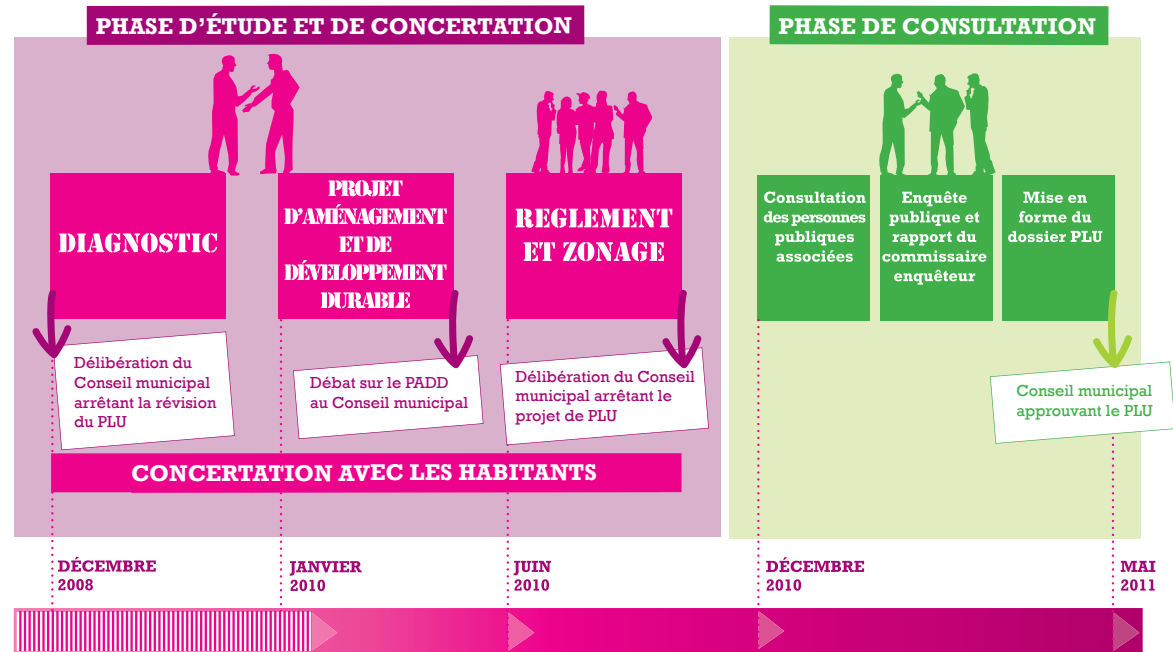 PHASE D'ÉTUDE ET DE CONCERTATION
DIAGNOSTIC
PROJET
D'AMÉNAGEMENT
ET DE
DÉVELOPPEMENT
DURABLE
REGLEMENT
ET ZONAGE
Délibération du
Conseil municipal
arrêtant la révision
du PLU
Débat sur le PADD
au Conseil municipal
Délibération du Conseil
municipal arrêtant le
projet de PLU
CONCERTATION AVEC LES HABITANTS
PHASE DE CONSULTATION
Consultation
des personnes
publiques
associées
Enquête
publique et
rapport du
commissaire
enquêteur
Mise en
forme du
dossier PLU
Conseil municipal
approuvant le PLU
DÉCEMBRE
2008
JANVIER
2010
JUIN
2010
DÉCEMBRE
2010
MAI
2011